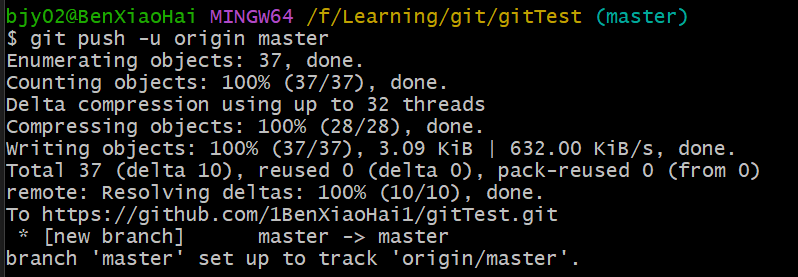 bjy02@BenXiaoHai MINGW64 /f/Learning/git/gitTest (master)
$ git push -u origin master
Enumerating objects: 37, done.
Counting objects: 100% (37/37), done.
Delta compression using up to 32 threads
Compressing objects: 100% (28/28), done.
Writing objects: 100% (37/37), 3.09 KiB | 632.00 KiB/s, done.
Total 37 (delta 10), reused 0 (delta 0), pack-reused 0 (from 0)
remote: Resolving deltas: 100% (10/10), done.
To https://github.com/1BenXiaoHai1/gitTest.git
 * [new branch]      master -> master
branch 'master' set up to track 'origin/master'.